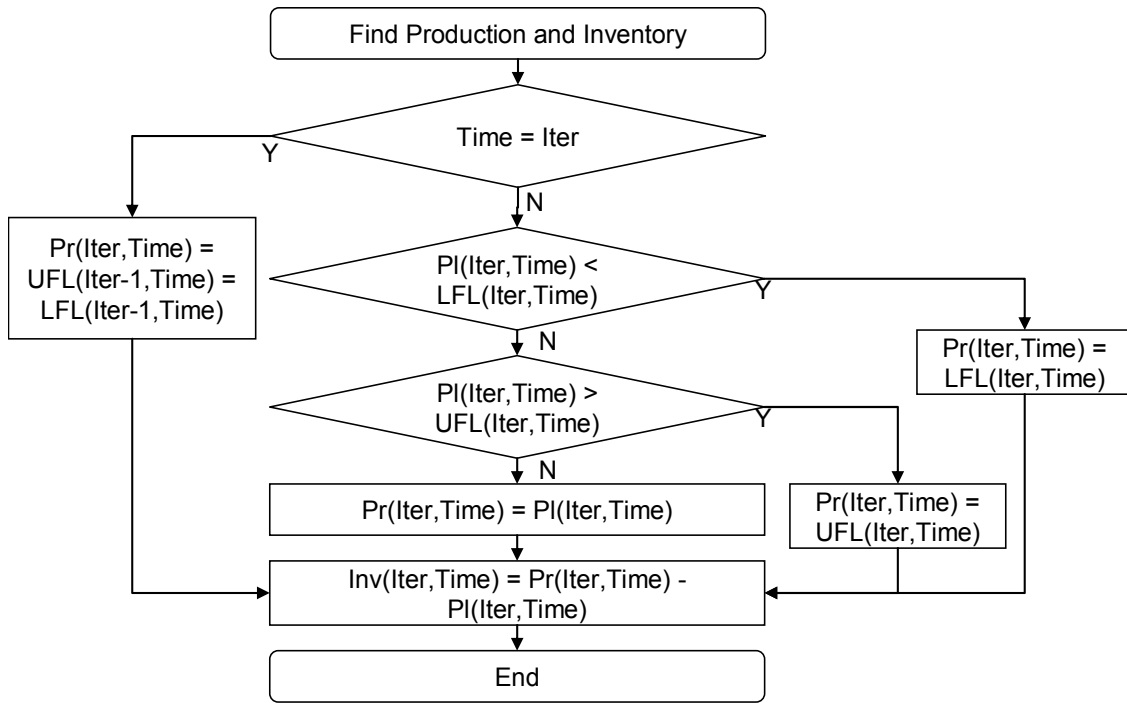 Find Production and Inventory
Time = Iter
Y
N
Pr(Iter,Time) =
UFL(Iter-1,Time) =
LFL(Iter-1,Time)
Pl(Iter,Time) <
LFL(Iter,Time)
Y
N
Pr(Iter,Time) =
LFL(Iter,Time)
Pl(Iter,Time) >
UFL(Iter,Time)
Y
N
Pr(Iter,Time) = Pl(Iter,Time)
Pr(Iter,Time) =
UFL(Iter,Time)
Inv(Iter,Time) = Pr(Iter,Time) -
Pl(Iter,Time)
End